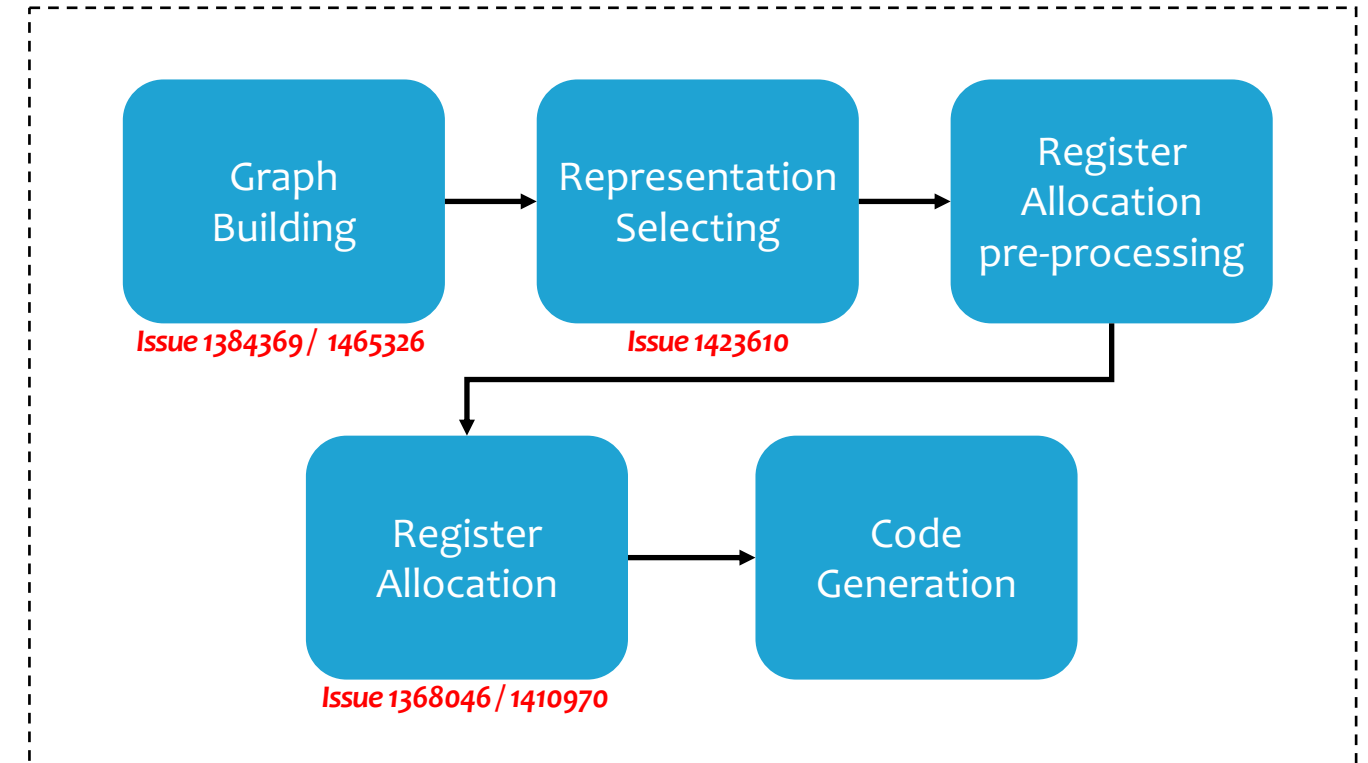 Graph
Building
Representation
Selecting
Register
Allocation
pre-processing
Issue 1384369 / 1465326
Issue 1423610
Register
Allocation
Code
Generation
Issue 1368046 / 1410970